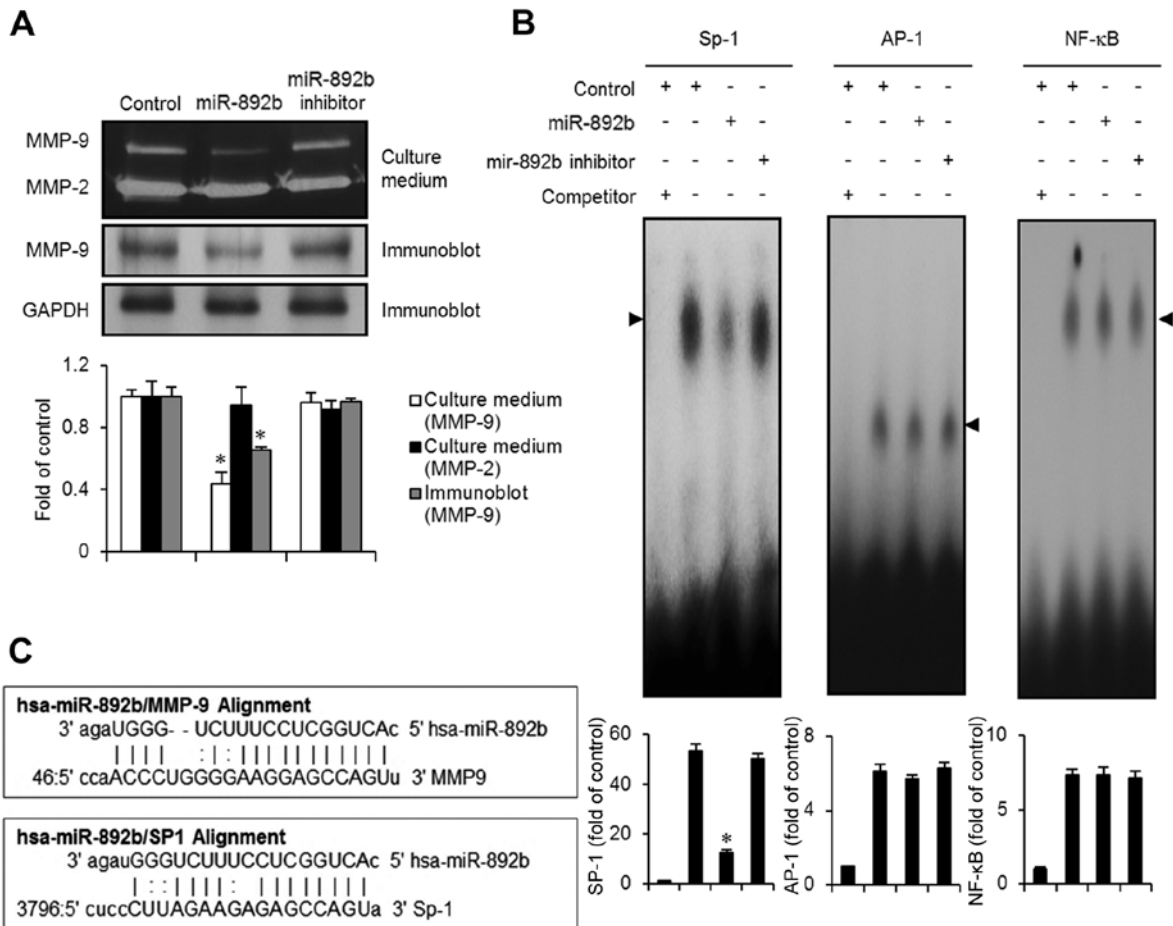 A
Control miR-892b miR-892b inhibitor
MMP-9
MMP-2
Culture medium
MMP-9 Immunoblot
GAPDH Immunoblot
Fold of control
1.2
0.8
0.4
0
* *
Culture medium (MMP-9)
Culture medium (MMP-2)
Immunoblot (MMP-9)
B
Sp-1 AP-1 NF-κB
Control + + - - + + - - + + - -
miR-892b - - + - - - + - - - + -
mir-892b inhibitor - - - + - - - + - - - +
Competitor + - - - + - - - + - - -
SP-1 (fold of control)
60
40
20
0
*
AP-1 (fold of control)
8
4
0
NF-κB (fold of control)
10
5
0
C
hsa-miR-892b/MMP-9 Alignment
3' agaUGGG- - UCUUUCCUCGGUCAc 5' hsa-miR-892b
| | | | : | : | | | | | | | | | | | |
46:5' ccaACCCUGGGGAAGGAGCCAGUu 3' MMP9
hsa-miR-892b/SP1 Alignment
3' agauGGGUCUUUCCUCGGUCAc 5' hsa-miR-892b
| : : | | | | : | | | | | | | |
3796:5' cuccCUUAGAAGAGAGCCAGUa 3' Sp-1